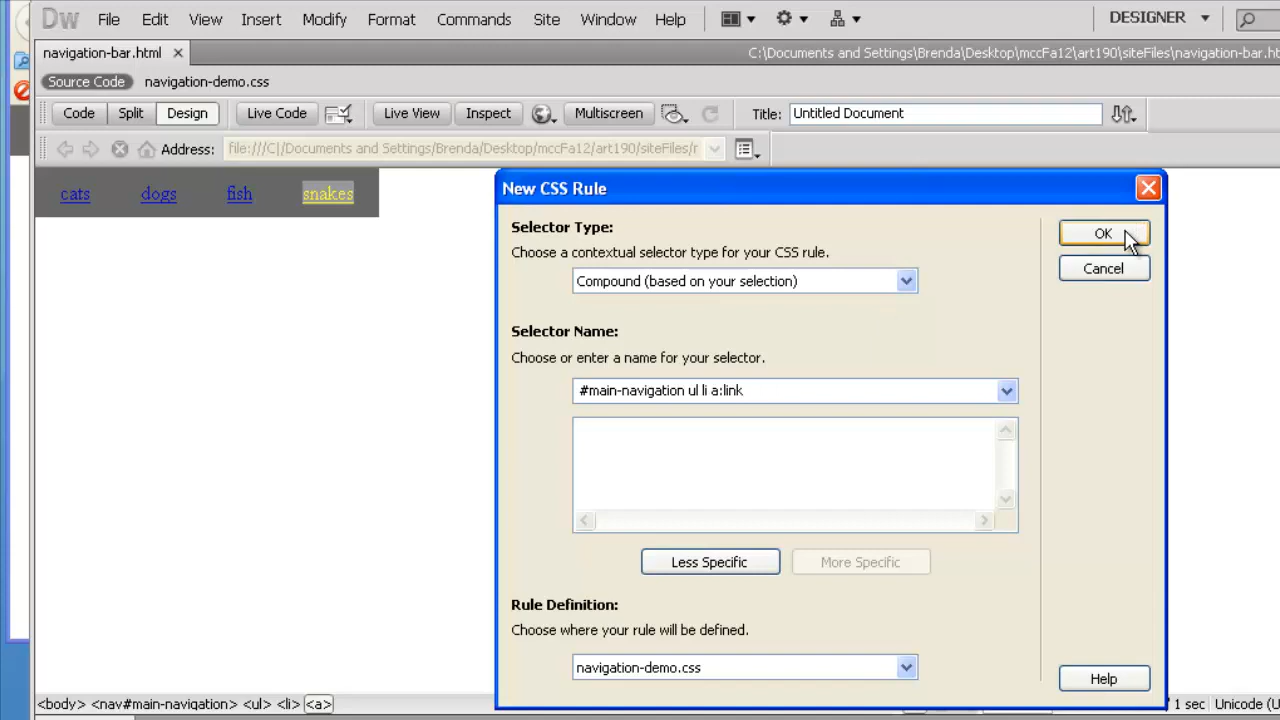 Dw File Edit View Insert Modify Format Commands Site Window Help DESIGNER
navigation-bar.html C:\Documents and Settings\Brenda\Desktop\mccFa12\art190\siteFiles\navigation-bar.ht
Source Code navigation-demo.css
Code Split Design Live Code Live View Inspect Multiscreen Title: Untitled Document
Address: file:///C|/Documents and Settings/Brenda/Desktop/mccFa12/art190/siteFiles/r
cats dogs fish snakes
New CSS Rule
Selector Type:
Choose a contextual selector type for your CSS rule.
Compound (based on your selection)
OK
Cancel
Selector Name:
Choose or enter a name for your selector.
#main-navigation ul li a:link
Less Specific More Specific
Rule Definition:
Choose where your rule will be defined.
navigation-demo.css
Help
<body> <nav#main-navigation> <ul> <li> <a> 1 sec Unicode (U